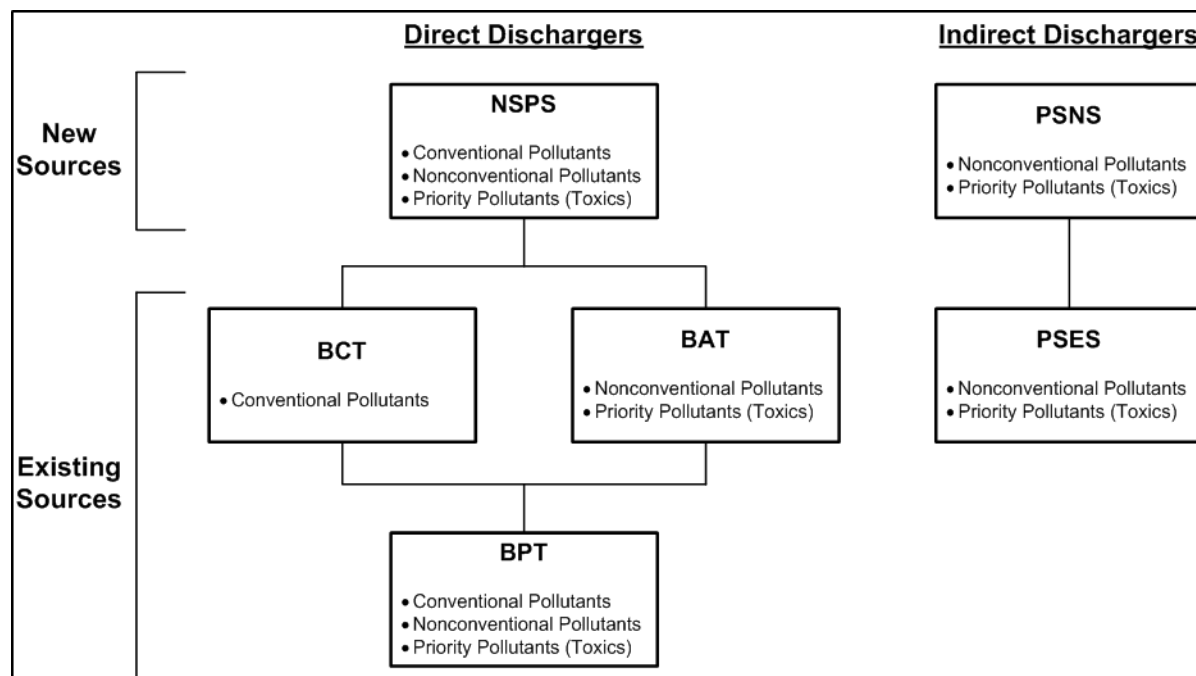 Direct Dischargers
Indirect Dischargers
New
Sources
NSPS
• Conventional Pollutants
• Nonconventional Pollutants
• Priority Pollutants (Toxics)
PSNS
• Nonconventional Pollutants
• Priority Pollutants (Toxics)
Existing
Sources
BCT
• Conventional Pollutants
BAT
• Nonconventional Pollutants
• Priority Pollutants (Toxics)
PSES
• Nonconventional Pollutants
• Priority Pollutants (Toxics)
BPT
• Conventional Pollutants
• Nonconventional Pollutants
• Priority Pollutants (Toxics)